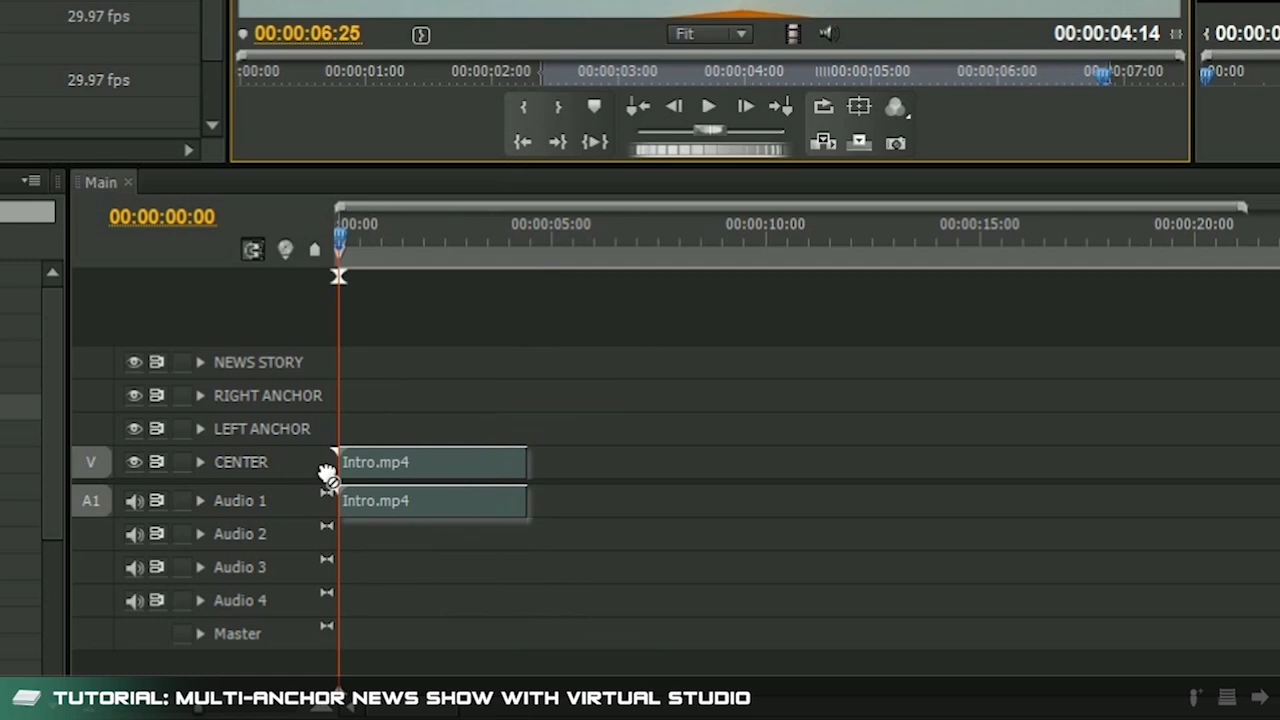 29.97 fps
29.97 fps
00:00:06:25
Fit
00:00:04:14
00:00:0
:00:00
00:00:01:00
00:00:02:00
00:00:03:00
00:00:04:00
00:00:05:00
00:00:06:00
00:00:07:00
00:00
Main
00:00:00:00
:00:00
00:00:05:00
00:00:10:00
00:00:15:00
00:00:20:00
NEWS STORY
RIGHT ANCHOR
LEFT ANCHOR
V
CENTER
Intro.mp4
A1
Audio 1
Intro.mp4
Audio 2
Audio 3
Audio 4
Master
TUTORIAL: MULTI-ANCHOR NEWS SHOW WITH VIRTUAL STUDIO